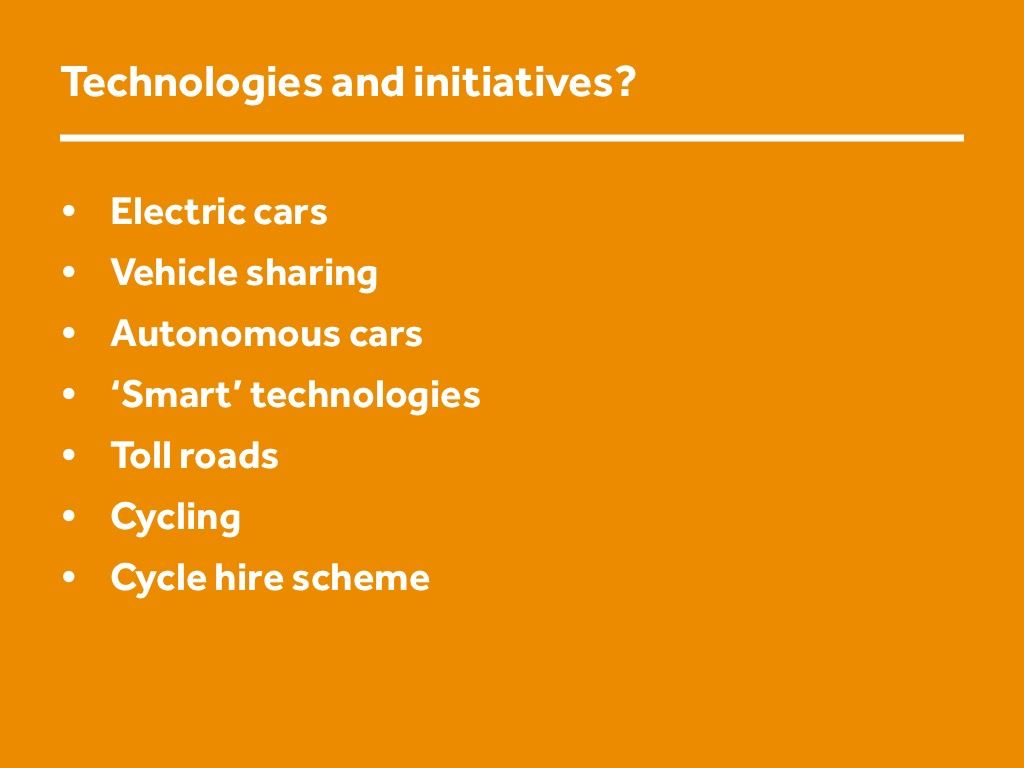 Technologies and initiatives?
• Electric cars
• Vehicle sharing
• Autonomous cars
• ‘Smart’ technologies
• Toll roads
• Cycling
• Cycle hire scheme